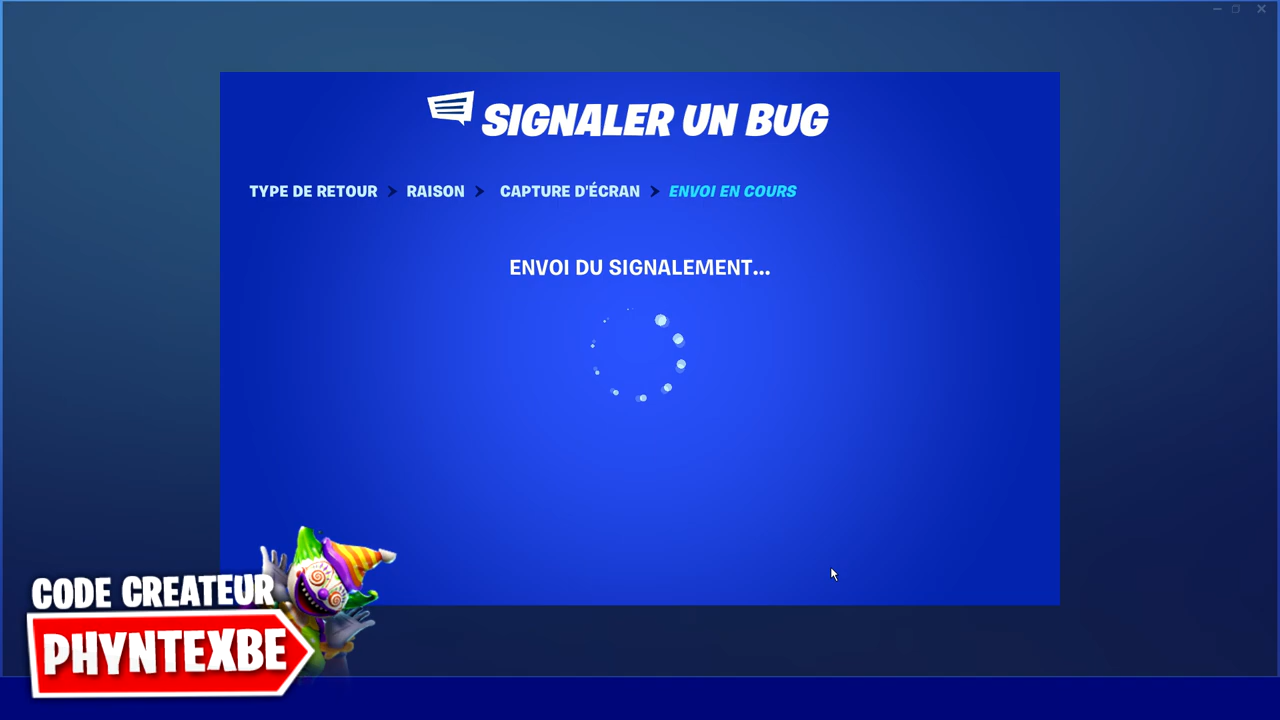 SIGNALER UN BUG
TYPE DE RETOUR > RAISON > CAPTURE D'ÉCRAN > ENVOI EN COURS
ENVOI DU SIGNALEMENT...
CODE CREATEUR
PHYNTEXBE